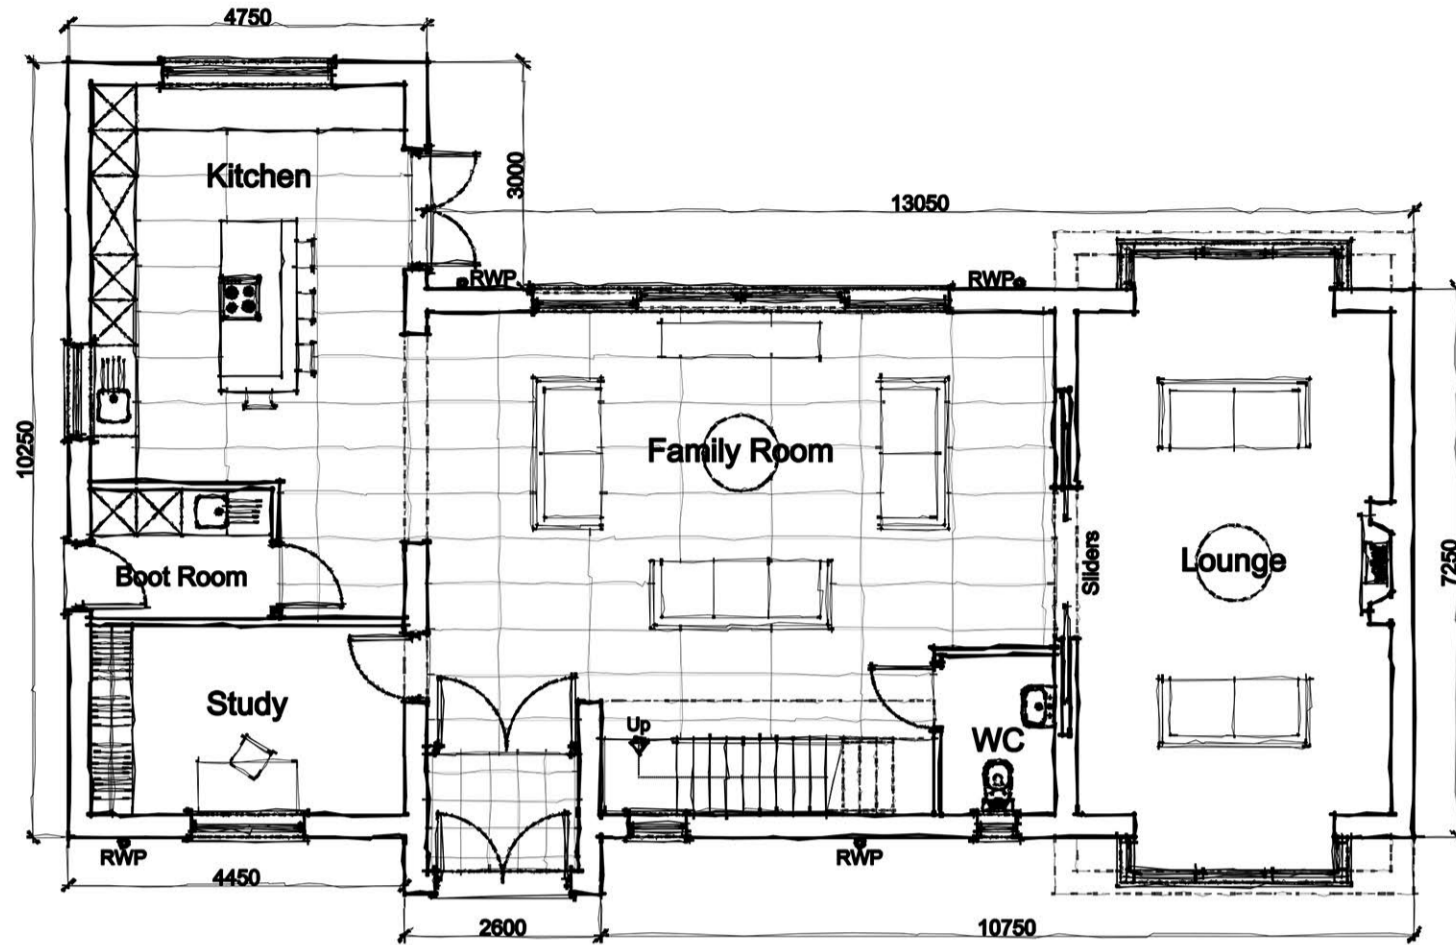 4750
Kitchen
3000
13050
RWP
RWP
10250
Family Room
Boot Room
Sliders
Lounge
7250
Study
Up
WC
RWP
RWP
4450
2600
10750